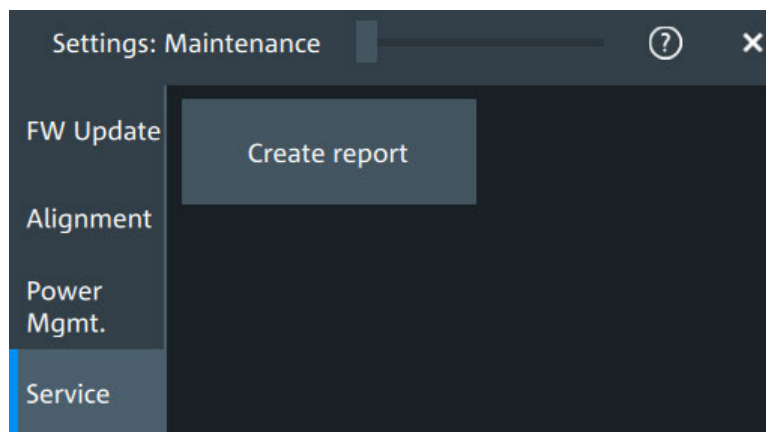 Settings: Maintenance
?
FW Update
Create report
Alignment
Power
Mgmt.
Service